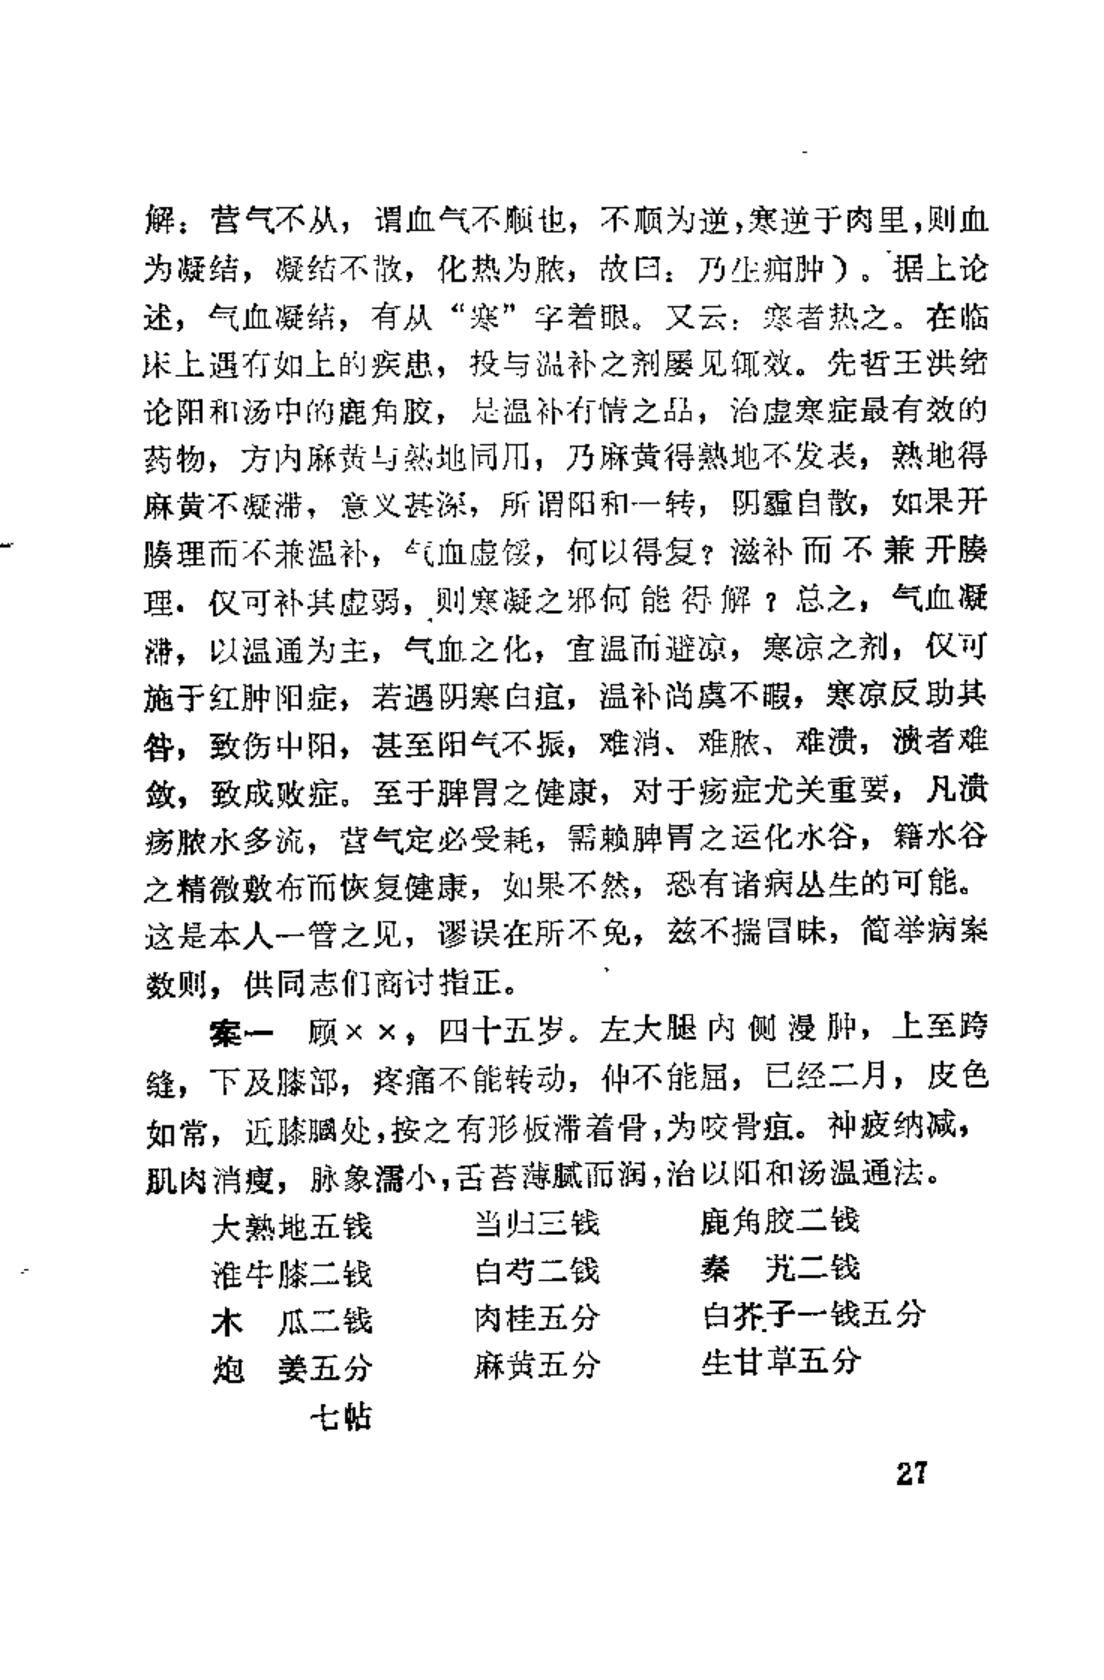 解：营气不从，谓血气不顺也，不顺为逆，寒逆于肉里，则血
为凝结，凝结不散，化热为脓，故曰：乃生痈肿）。据上论
述，气血凝结，有从“寒”字着眼。又云：寒者热之。在临
床上遇有如上的疾患，投与温补之剂屡见辄效。先哲王洪绪
论阳和汤中的鹿角胶，是温补有情之品，治虚寒症最有效的
药物，方内麻黄与熟地同用，乃麻黄得熟地不发表，熟地得
麻黄不凝滞，意义甚深，所谓阳和一转，阴霾自散，如果开
腠理而不兼温补，气血虚馁，何以得复？滋补而不兼开腠
理．仅可补其虚弱，则寒凝之邪何能得解？总之，气血凝
滞，以温通为主，气血之化，宜温而避凉，寒凉之剂，仅可
施于红肿阳症，若遇阴寒白疽，温补尚虞不暇，寒凉反助其
咎，致伤中阳，甚至阳气不振，难消、难脓、难溃，溃者难
敛，致成败症。至于脾胃之健康，对于疡症尤关重要，凡溃
疡脓水多流，营气定必受耗，需赖脾胃之运化水谷，籍水谷
之精微敷布而恢复健康，如果不然，恐有诸病丛生的可能。
这是本人一管之见，谬误在所不免，兹不揣冒昧，简举病案
数则，供同志们商讨指正。
案一　顾××，四十五岁。左大腿内侧漫肿，上至跨
缝，下及膝部，疼痛不能转动，伸不能屈，已经二月，皮色
如常，近膝腘处，按之有形板滞着骨，为咬骨疽。神疲纳减，
肌肉消瘦，脉象濡小，舌苔薄腻而润，治以阳和汤温通法。
大熟地五钱　当归三钱　鹿角胶二钱
淮牛膝二钱　白芍二钱　秦　艽二钱
木　瓜二钱　肉桂五分　白芥子一钱五分
炮　姜五分　麻黄五分　生甘草五分
七帖
27